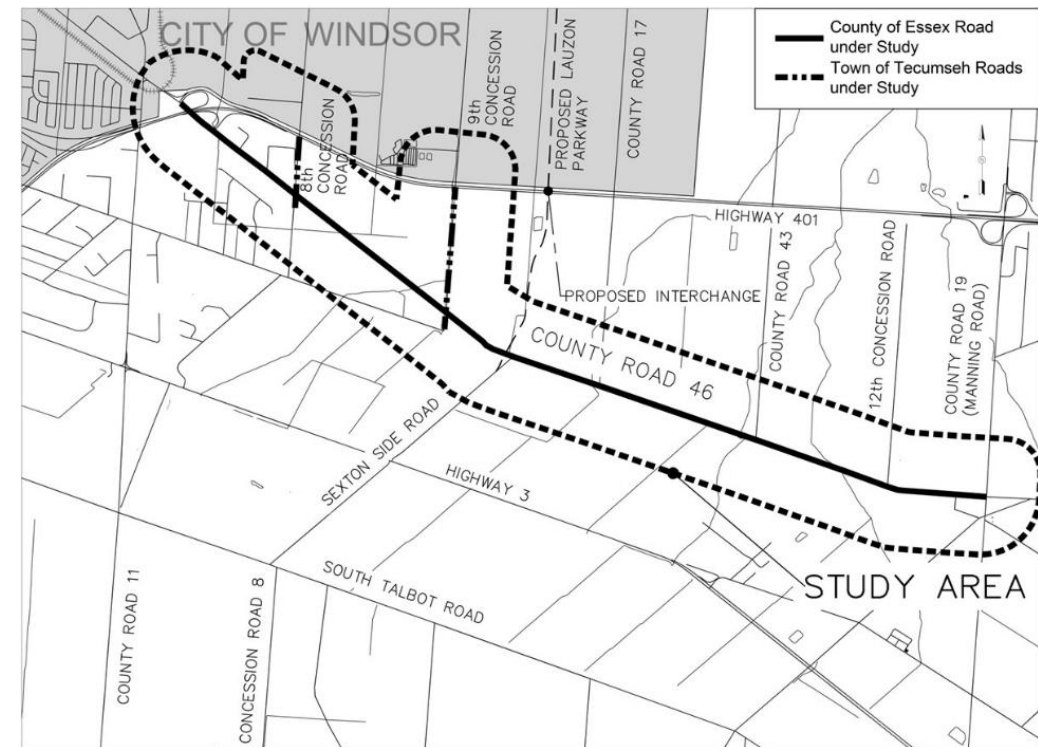 CITY OF WINDSOR
County of Essex Road
under Study
Town of Tecumseh Roads
under Study
8th
CONCESSION
ROAD
9th
CONCESSION
ROAD
PROPOSED LAUZON
PARKWAY
COUNTY ROAD 17
HIGHWAY 401
PROPOSED INTERCHANGE
COUNTY ROAD 43
12th CONCESSION ROAD
COUNTY ROAD 19
(MANNING ROAD)
COUNTY ROAD 46
SEXTON SIDE ROAD
HIGHWAY 3
STUDY AREA
SOUTH TALBOT ROAD
COUNTY ROAD 11
CONCESSION ROAD 8